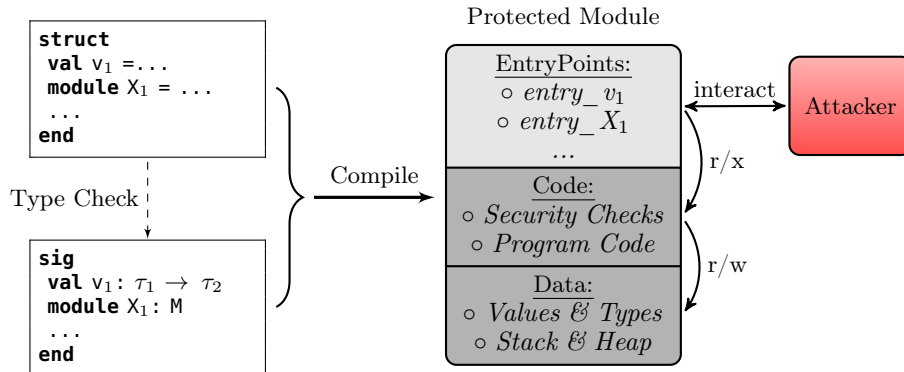 struct
val v₁ =...
module X₁ = ...
...
end
Type Check
sig
val v₁: τ₁ → τ₂
module X₁: M
...
end
Compile
Protected Module
EntryPoints:
○ entry_ v₁
○ entry_ X₁
...
Code:
○ Security Checks
○ Program Code
Data:
○ Values & Types
○ Stack & Heap
interact
r/x
r/w
Attacker